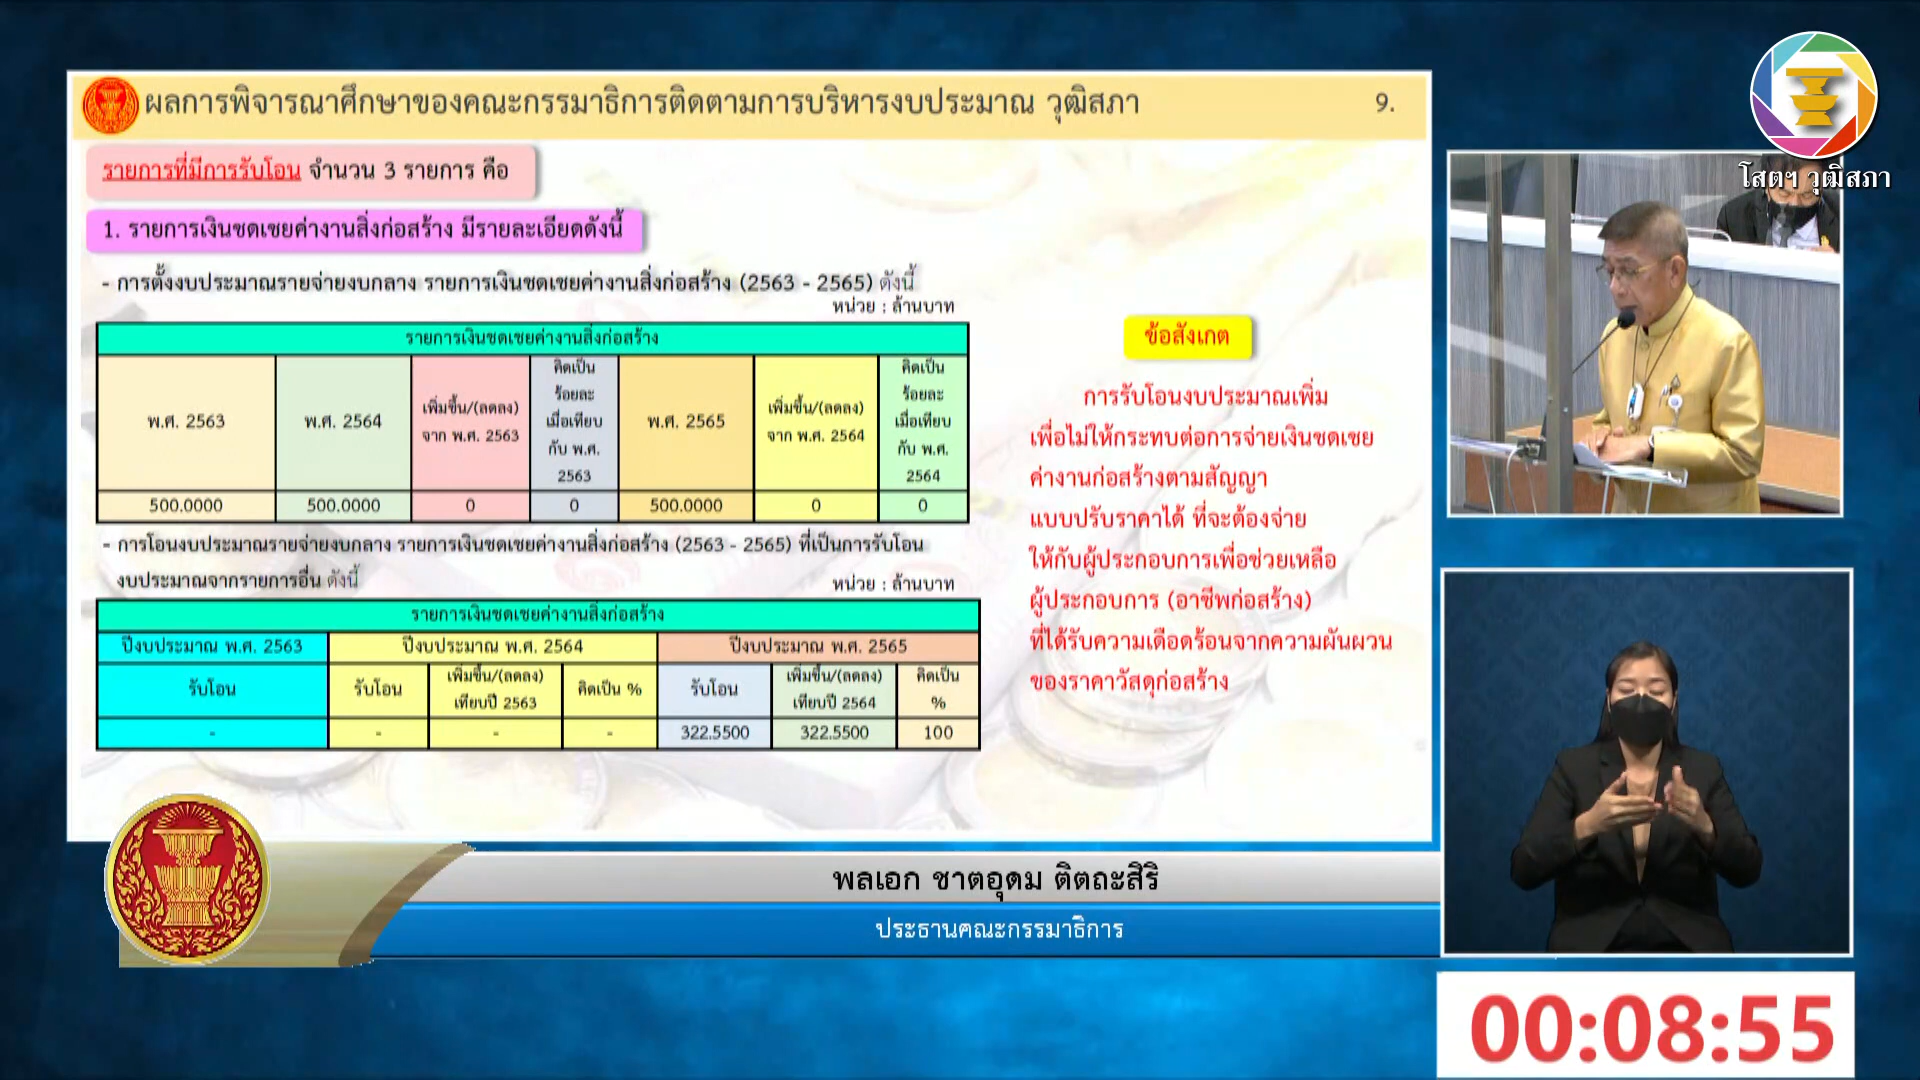 ผลการพิจารณาศึกษาของคณะกรรมาธิการติดตามการบริหารงบประมาณ วุฒิสภา
9.
โสตฯ วุฒิสภา
รายการที่มีการรับโอน จำนวน 3 รายการ คือ
1. รายการเงินชดเชยค่างานสิ่งก่อสร้าง มีรายละเอียดดังนี้
- การตั้งงบประมาณรายจ่ายงบกลาง รายการเงินชดเชยค่างานสิ่งก่อสร้าง (2563 - 2565) ดังนี้
หน่วย : ล้านบาท
รายการเงินชดเชยค่างานสิ่งก่อสร้าง
พ.ศ. 2563
พ.ศ. 2564
เพิ่มขึ้น/(ลดลง)
จาก พ.ศ. 2563
คิดเป็น
ร้อยละ
เมื่อเทียบ
กับ พ.ศ.
2563
พ.ศ. 2565
เพิ่มขึ้น/(ลดลง)
จาก พ.ศ. 2564
คิดเป็น
ร้อยละ
เมื่อเทียบ
กับ พ.ศ.
2564
500.0000 500.0000 0 0 500.0000 0 0
- การโอนงบประมาณรายจ่ายงบกลาง รายการเงินชดเชยค่างานสิ่งก่อสร้าง (2563 - 2565) ที่เป็นการรับโอน
งบประมาณจากรายการอื่น ดังนี้
หน่วย : ล้านบาท
รายการเงินชดเชยค่างานสิ่งก่อสร้าง
ปีงบประมาณ พ.ศ. 2563 ปีงบประมาณ พ.ศ. 2564 ปีงบประมาณ พ.ศ. 2565
รับโอน
รับโอน
เพิ่มขึ้น/(ลดลง)
เทียบปี 2563
คิดเป็น %
รับโอน
เพิ่มขึ้น/(ลดลง)
เทียบปี 2564
คิดเป็น
%
- - - - 322.5500 322.5500 100
ข้อสังเกต
การรับโอนงบประมาณเพิ่ม
เพื่อไม่ให้กระทบต่อการจ่ายเงินชดเชย
ค่างานก่อสร้างตามสัญญา
แบบปรับราคาได้ ที่จะต้องจ่าย
ให้กับผู้ประกอบการเพื่อช่วยเหลือ
ผู้ประกอบการ (อาชีพก่อสร้าง)
ที่ได้รับความเดือดร้อนจากความผันผวน
ของราคาวัสดุก่อสร้าง
พลเอก ชาตอุดม ติตถะสิริ
ประธานคณะกรรมาธิการ
00:08:55